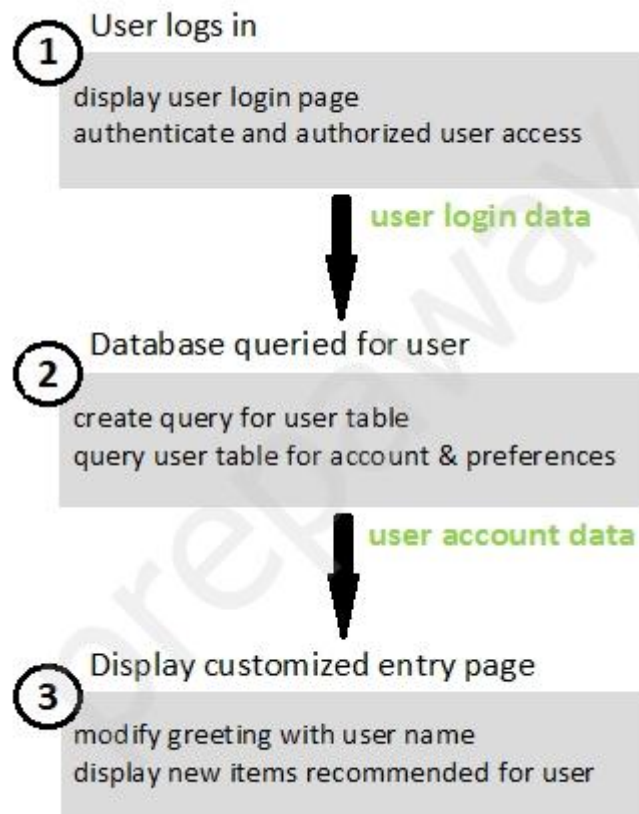 User logs in
1
display user login page
authenticate and authorized user access
user login data
Database queried for user
2
create query for user table
query user table for account & preferences
user account data
Display customized entry page
3
modify greeting with user name
display new items recommended for user
prepaway